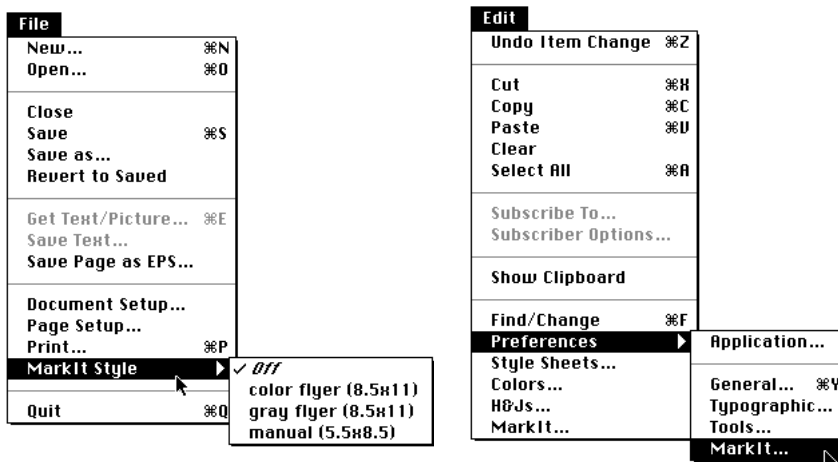 File
New... ⌘N
Open... ⌘O
Close
Save ⌘S
Save as...
Revert to Saved
Get Text/Picture... ⌘E
Save Text...
Save Page as EPS...
Document Setup...
Page Setup...
Print... ⌘P
MarkIt Style
Quit ⌘Q
✓ Off
color flyer (8.5x11)
gray flyer (8.5x11)
manual (5.5x8.5)
Edit
Undo Item Change ⌘Z
Cut ⌘X
Copy ⌘C
Paste ⌘V
Clear
Select All ⌘A
Subscribe To...
Subscriber Options...
Show Clipboard
Find/Change ⌘F
Preferences
Style Sheets...
Colors...
H&Js...
MarkIt...
Application...
General... ⌘Y
Typographic...
Tools...
MarkIt...